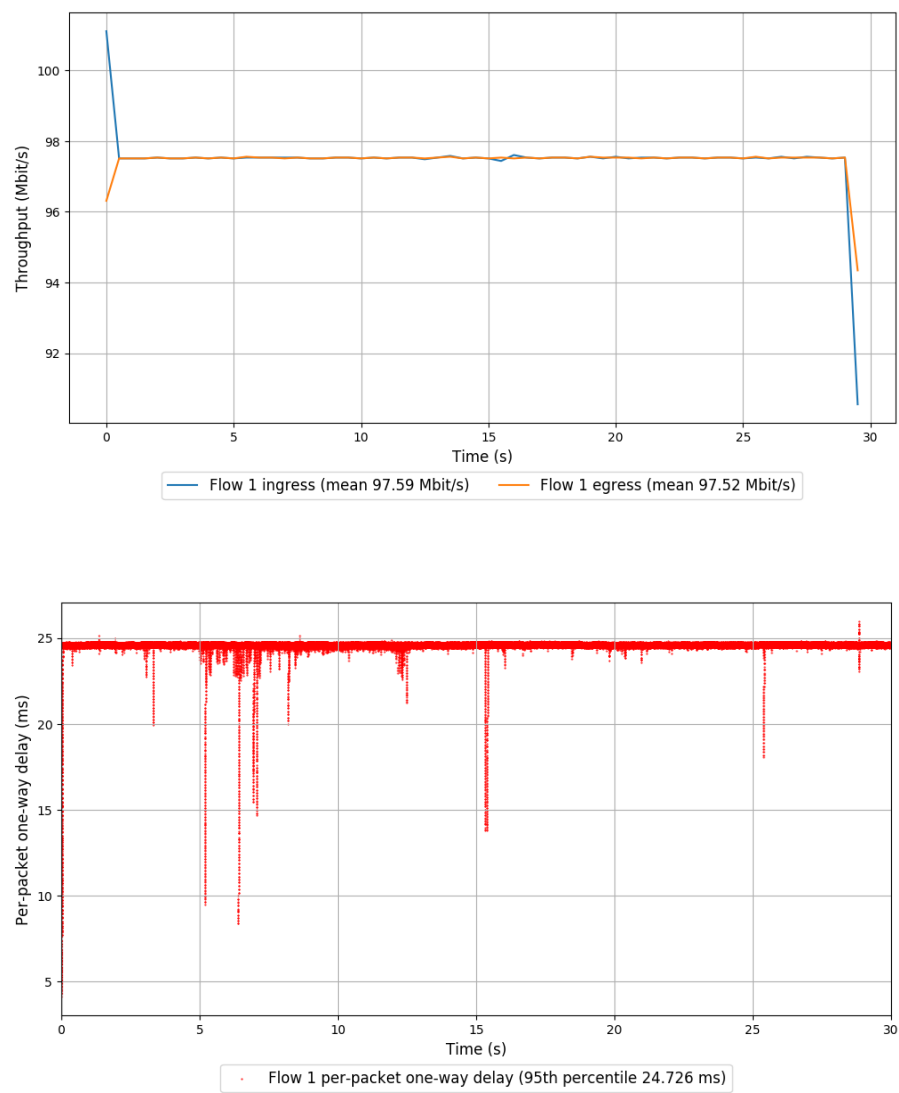 100
98
96
94
92
Throughput (Mbit/s)
0 5 10 15 20 25 30
Time (s)
Flow 1 ingress (mean 97.59 Mbit/s) Flow 1 egress (mean 97.52 Mbit/s)
25
20
15
10
5
Per-packet one-way delay (ms)
0 5 10 15 20 25 30
Time (s)
Flow 1 per-packet one-way delay (95th percentile 24.726 ms)